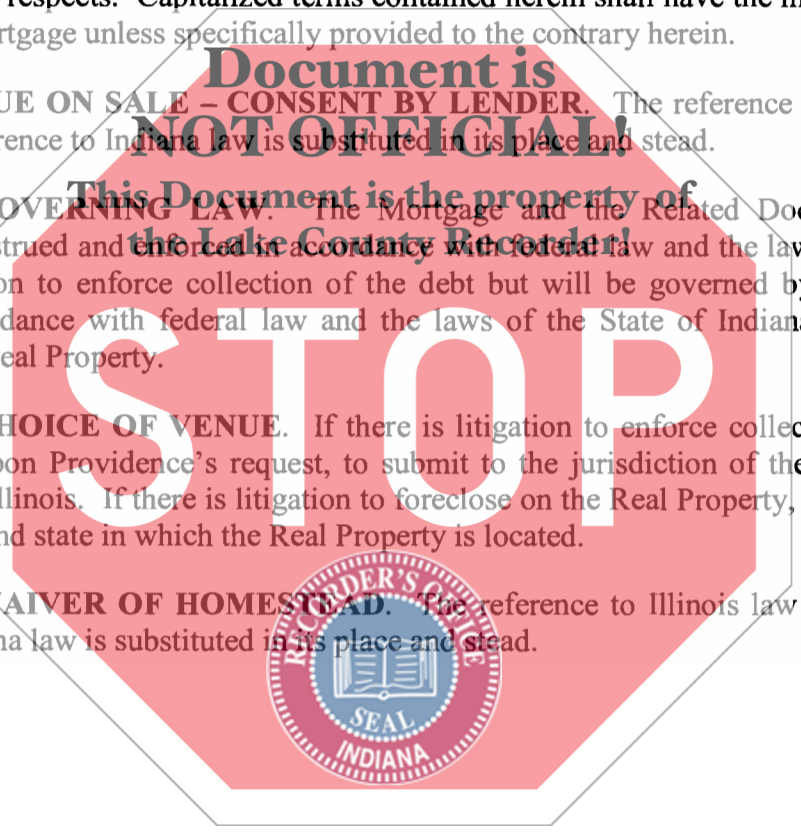 respects. Capitalized terms contained herein shall have the
rtgage unless specifically provided to the contrary herein.
Document is
UE ON SALE – CONSENT BY LENDER. The reference
NOT OFFICIAL!
rence to Indiana law is substituted in its place and stead.
This Document is the property of
OVERNING LAW. The Mortgage and the Related Doc
the Lake County Recorder!
strued and enforced in accordance with federal law and the law
on to enforce collection of the debt but will be governed by
dance with federal law and the laws of the State of Indiana
eal Property.
STOP
HOICE OF VENUE. If there is litigation to enforce collec
pon Providence's request, to submit to the jurisdiction of the
llinois. If there is litigation to foreclose on the Real Property,
nd state in which the Real Property is located.
RECORDER'S OFFICE
AIVER OF HOMESTEAD. The reference to Illinois law
na law is substituted in its place and stead.
SEAL
INDIANA